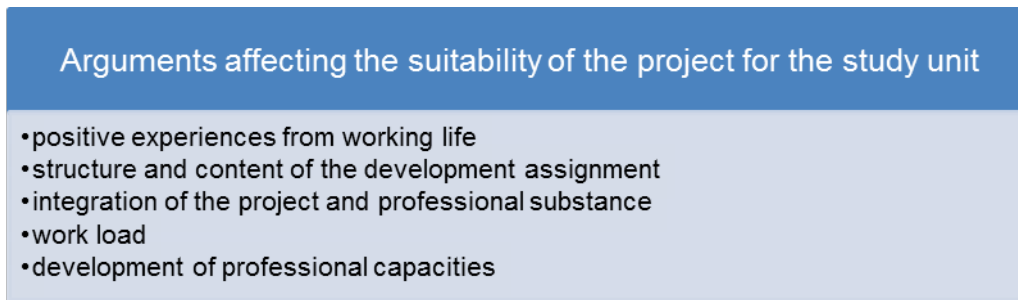 Arguments affecting the suitability of the project for the study unit
•positive experiences from working life
•structure and content of the development assignment
•integration of the project and professional substance
•work load
•development of professional capacities